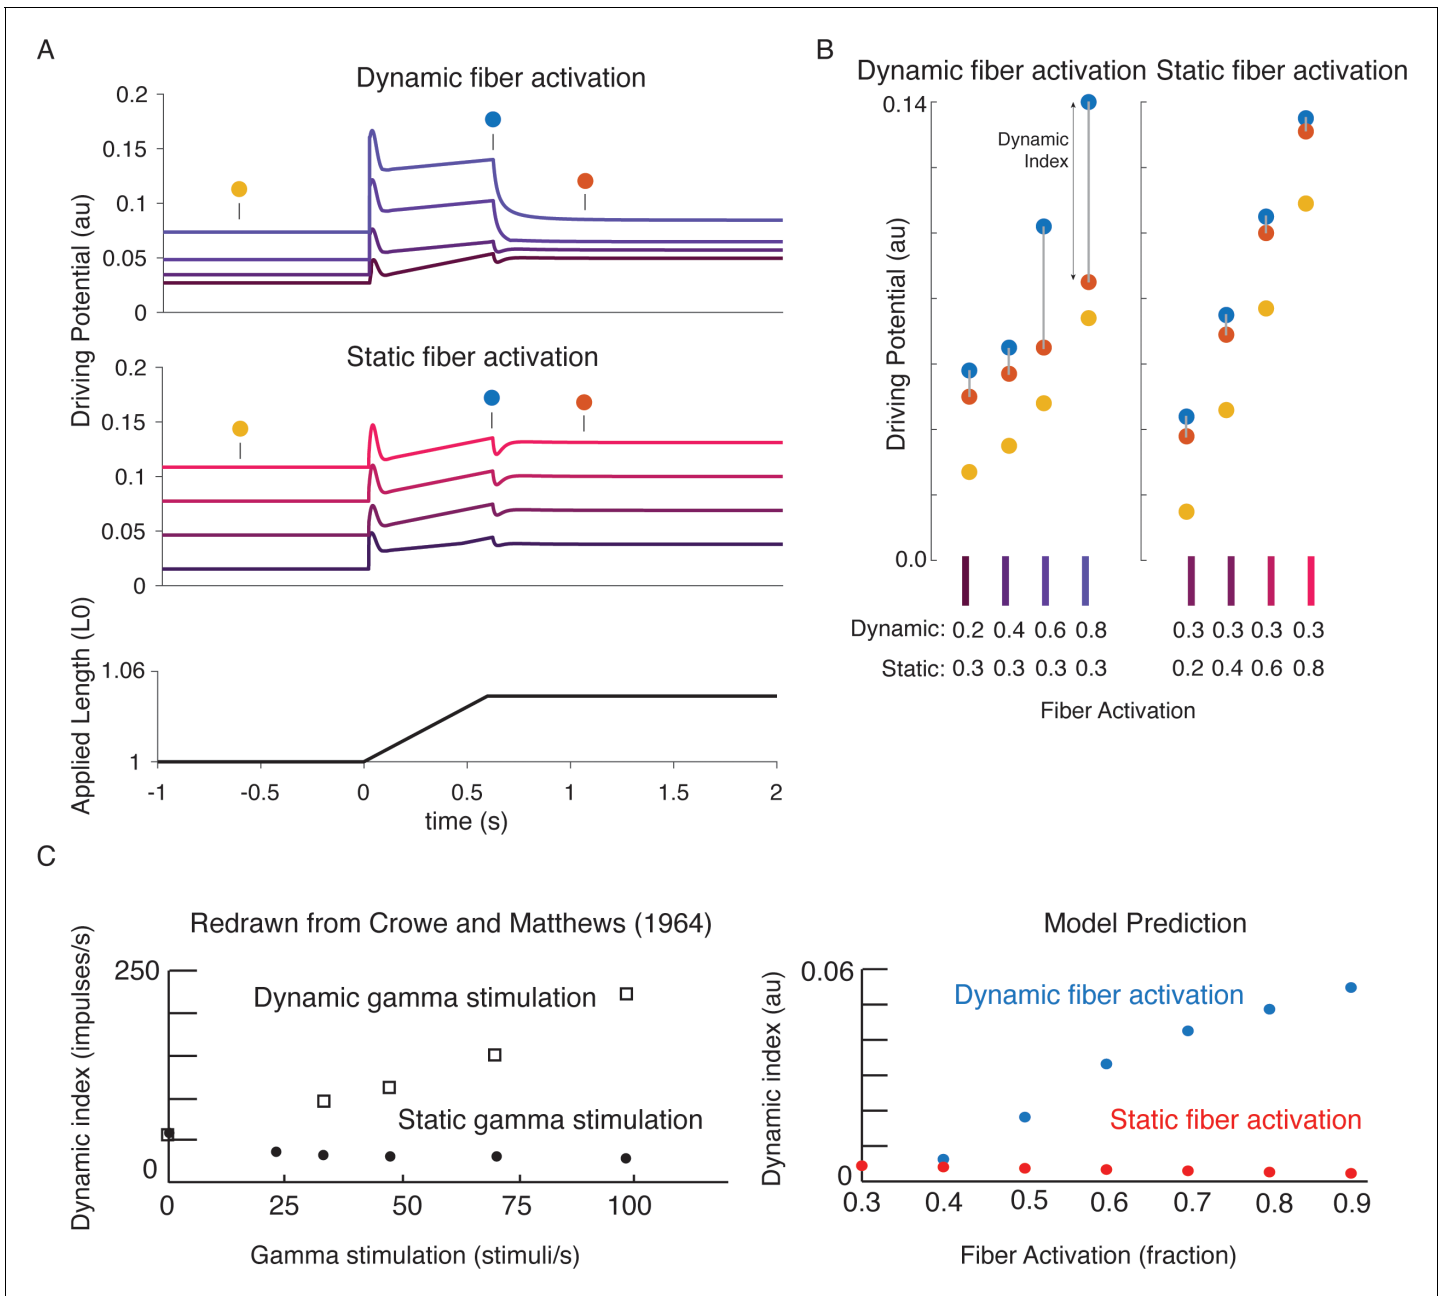 A
Dynamic fiber activation
0.2
0.15
0.1
0.05
0
Driving Potential (au)
Static fiber activation
0.2
0.15
0.1
0.05
0
Applied Length (L0)
1.06
1
-1 -0.5 0 0.5 1 1.5 2
time (s)
B
Dynamic fiber activation Static fiber activation
0.14
Dynamic
Index
Driving Potential (au)
0.0
Dynamic: 0.2 0.4 0.6 0.8 0.3 0.3 0.3 0.3
Static: 0.3 0.3 0.3 0.3 0.2 0.4 0.6 0.8
Fiber Activation
C
Redrawn from Crowe and Matthews (1964)
Dynamic index (impulses/s)
250
Dynamic gamma stimulation
Static gamma stimulation
0
0 25 50 75 100
Gamma stimulation (stimuli/s)
Model Prediction
Dynamic index (au)
0.06
Dynamic fiber activation
Static fiber activation
0
0.3 0.4 0.5 0.6 0.7 0.8 0.9
Fiber Activation (fraction)